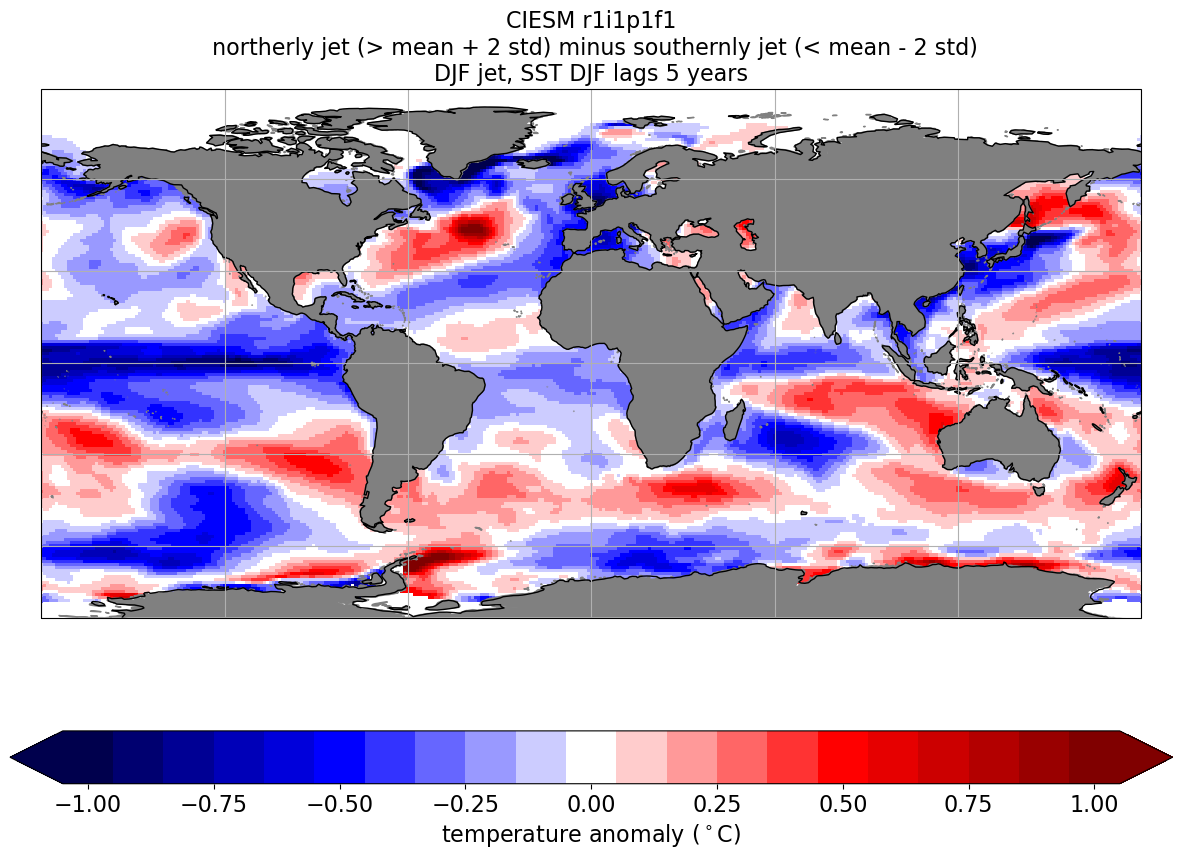 CIESM r1i1p1f1
northerly jet (> mean + 2 std) minus southernly jet (< mean - 2 std)
DJF jet, SST DJF lags 5 years
−1.00 −0.75 −0.50 −0.25 0.00 0.25 0.50 0.75 1.00
temperature anomaly (°C)